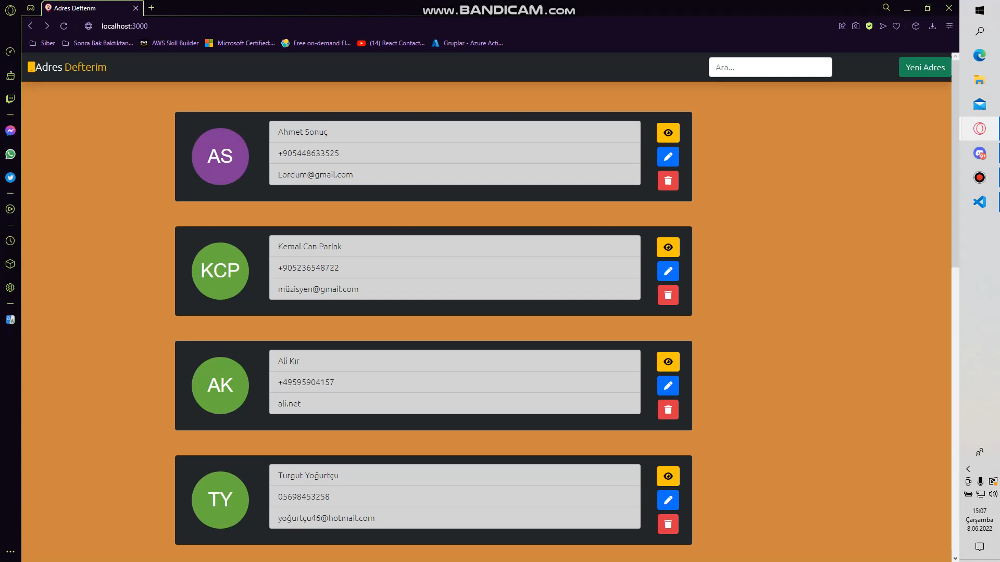 Adres Defterim
www.BANDICAM.com
localhost:3000
Siber
Sonra Bak Baktıktan...
aws AWS Skill Builder
Microsoft Certified:...
Free on-demand El...
(14) React Contact...
Gruplar - Azure Acti...
Adres Defterim
Ara...
Yeni Adres
AS
Ahmet Sonuç
+905448633525
Lordum@gmail.com
KCP
Kemal Can Parlak
+905236548722
müzisyen@gmail.com
AK
Ali Kır
+49595904157
ali.net
TY
Turgut Yoğurtçu
05698453258
yoğurtçu46@hotmail.com
9+
15:07
Çarşamba
8.06.2022